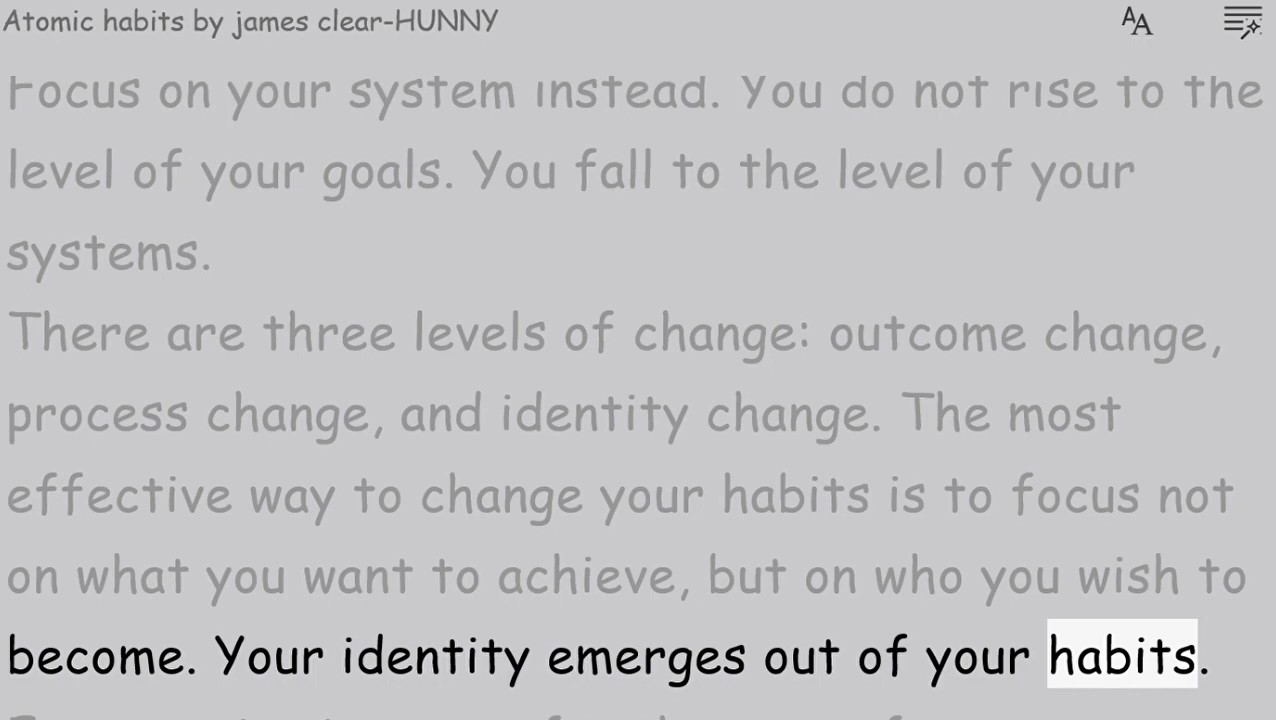 Atomic habits by james clear-HUNNY
AA
Focus on your system instead. You do not rise to the
level of your goals. You fall to the level of your
systems.
There are three levels of change: outcome change,
process change, and identity change. The most
effective way to change your habits is to focus not
on what you want to achieve, but on who you wish to
become. Your identity emerges out of your habits.